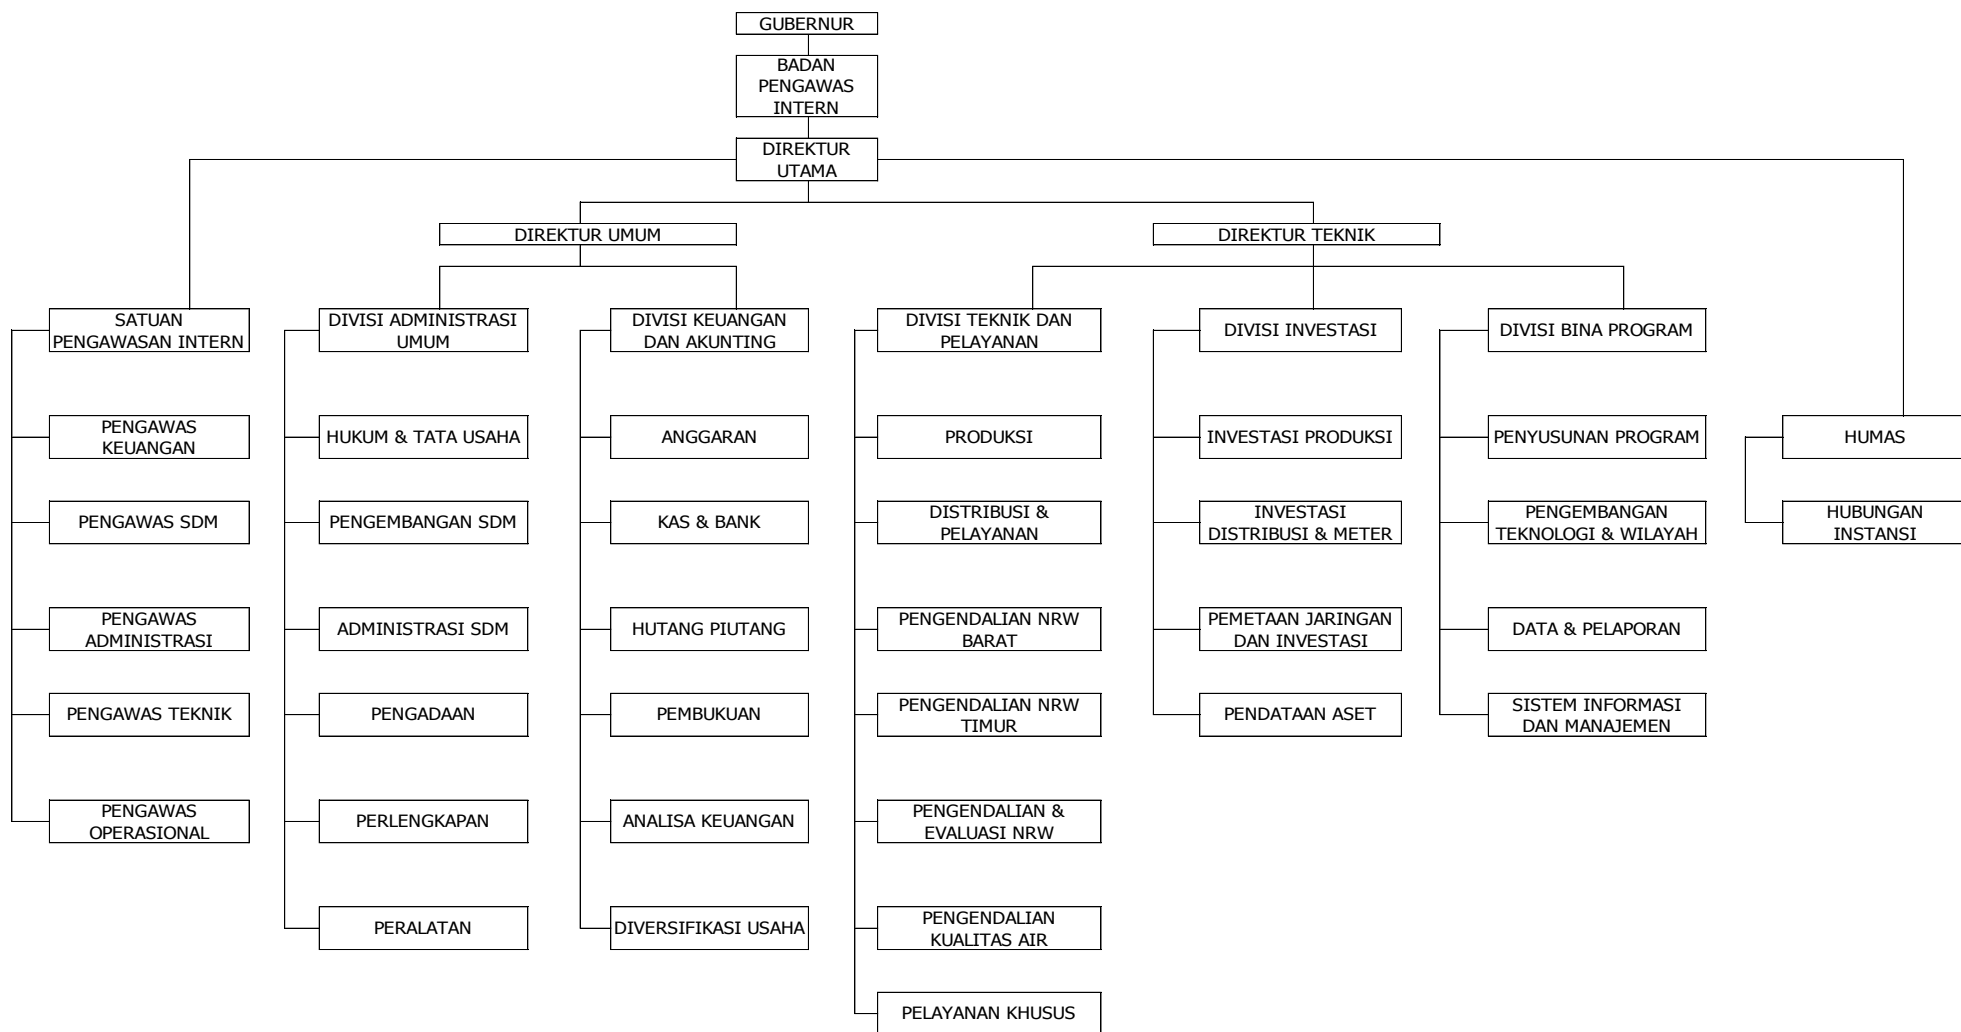 GUBERNUR
BADAN
PENGAWAS
INTERN
DIREKTUR
UTAMA
DIREKTUR UMUM
DIREKTUR TEKNIK
SATUAN
PENGAWASAN INTERN
PENGAWAS
KEUANGAN
PENGAWAS SDM
PENGAWAS
ADMINISTRASI
PENGAWAS TEKNIK
PENGAWAS
OPERASIONAL
DIVISI ADMINISTRASI
UMUM
HUKUM & TATA USAHA
PENGEMBANGAN SDM
ADMINISTRASI SDM
PENGADAAN
PERLENGKAPAN
PERALATAN
DIVISI KEUANGAN
DAN AKUNTING
ANGGARAN
KAS & BANK
HUTANG PIUTANG
PEMBUKUAN
ANALISA KEUANGAN
DIVERSIFIKASI USAHA
DIVISI TEKNIK DAN
PELAYANAN
PRODUKSI
DISTRIBUSI &
PELAYANAN
PENGENDALIAN NRW
BARAT
PENGENDALIAN NRW
TIMUR
PENGENDALIAN &
EVALUASI NRW
PENGENDALIAN
KUALITAS AIR
PELAYANAN KHUSUS
DIVISI INVESTASI
INVESTASI PRODUKSI
INVESTASI
DISTRIBUSI & METER
PEMETAAN JARINGAN
DAN INVESTASI
PENDATAAN ASET
DIVISI BINA PROGRAM
PENYUSUNAN PROGRAM
PENGEMBANGAN
TEKNOLOGI & WILAYAH
DATA & PELAPORAN
SISTEM INFORMASI
DAN MANAJEMEN
HUMAS
HUBUNGAN
INSTANSI